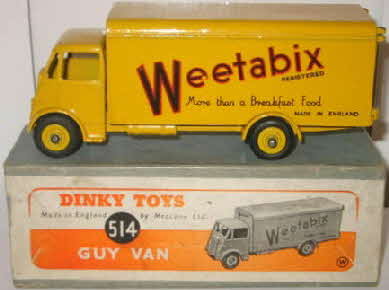 Weetabix
REGISTERED
More than a Breakfast Food
MADE IN ENGLAND
DINKY TOYS
Made in England 514 by Meccano Ltd.
GUY VAN
Weetabix
W